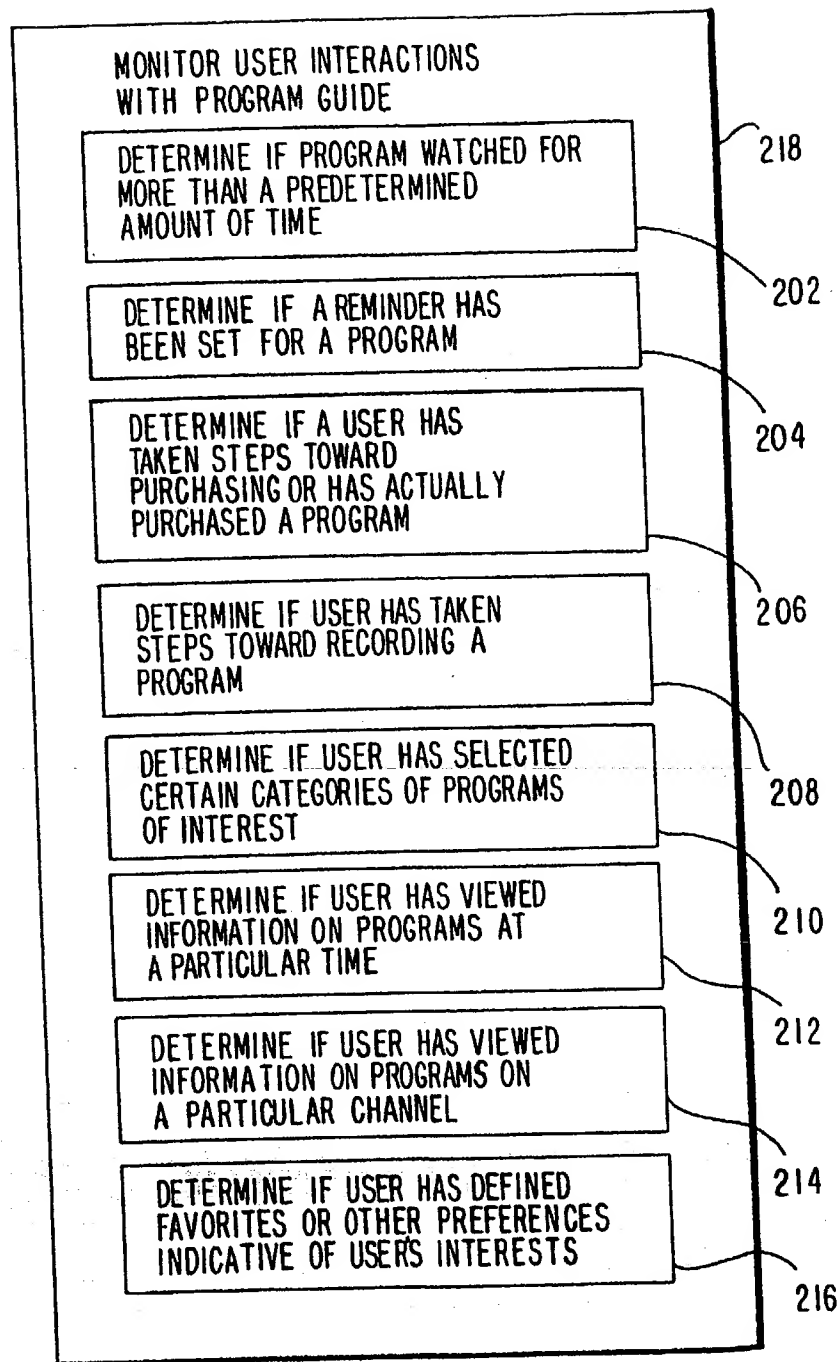 MONITOR USER INTERACTIONS
WITH PROGRAM GUIDE
218
DETERMINE IF PROGRAM WATCHED FOR
MORE THAN A PREDETERMINED
AMOUNT OF TIME
202
DETERMINE IF A REMINDER HAS
BEEN SET FOR A PROGRAM
204
DETERMINE IF A USER HAS
TAKEN STEPS TOWARD
PURCHASING OR HAS ACTUALLY
PURCHASED A PROGRAM
206
DETERMINE IF USER HAS TAKEN
STEPS TOWARD RECORDING A
PROGRAM
208
DETERMINE IF USER HAS SELECTED
CERTAIN CATEGORIES OF PROGRAMS
OF INTEREST
210
DETERMINE IF USER HAS VIEWED
INFORMATION ON PROGRAMS AT
A PARTICULAR TIME
212
DETERMINE IF USER HAS VIEWED
INFORMATION ON PROGRAMS ON
A PARTICULAR CHANNEL
214
DETERMINE IF USER HAS DEFINED
FAVORITES OR OTHER PREFERENCES
INDICATIVE OF USER'S INTERESTS
216